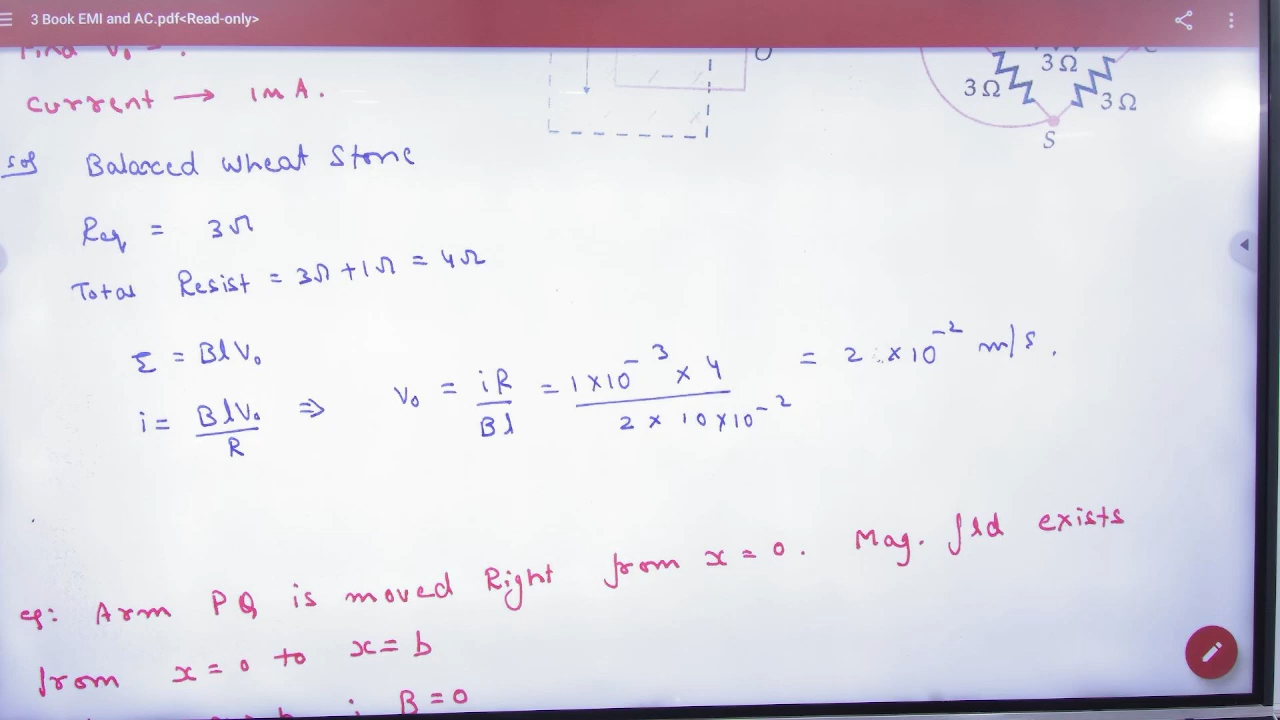 3 Book EMI and AC.pdf<Read-only>
Find v₀ = .
Current → 1mA.
3Ω
3Ω
3Ω
S
Sol Balanced Wheat Stone
Req = 3Ω
Total Resist = 3Ω + 1Ω = 4Ω
Σ = BlV₀
i = BlV₀/R ⇒ V₀ = iR/Bl = 1×10⁻³ × 4 / 2 × 10×10⁻² = 2 × 10⁻² m/s.
eg: Arm PQ is moved Right from x = 0. Mag. fld exists
from x = 0 to x = b
B = 0